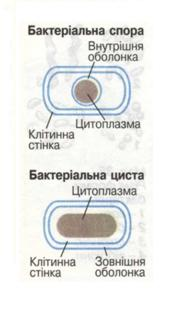 Бактеріальна спора
Внутрішня
оболонка
Цитоплазма
Клітинна
стінка
Бактеріальна циста
Цитоплазма
Клітинна
стінка
Зовнішня
оболонка